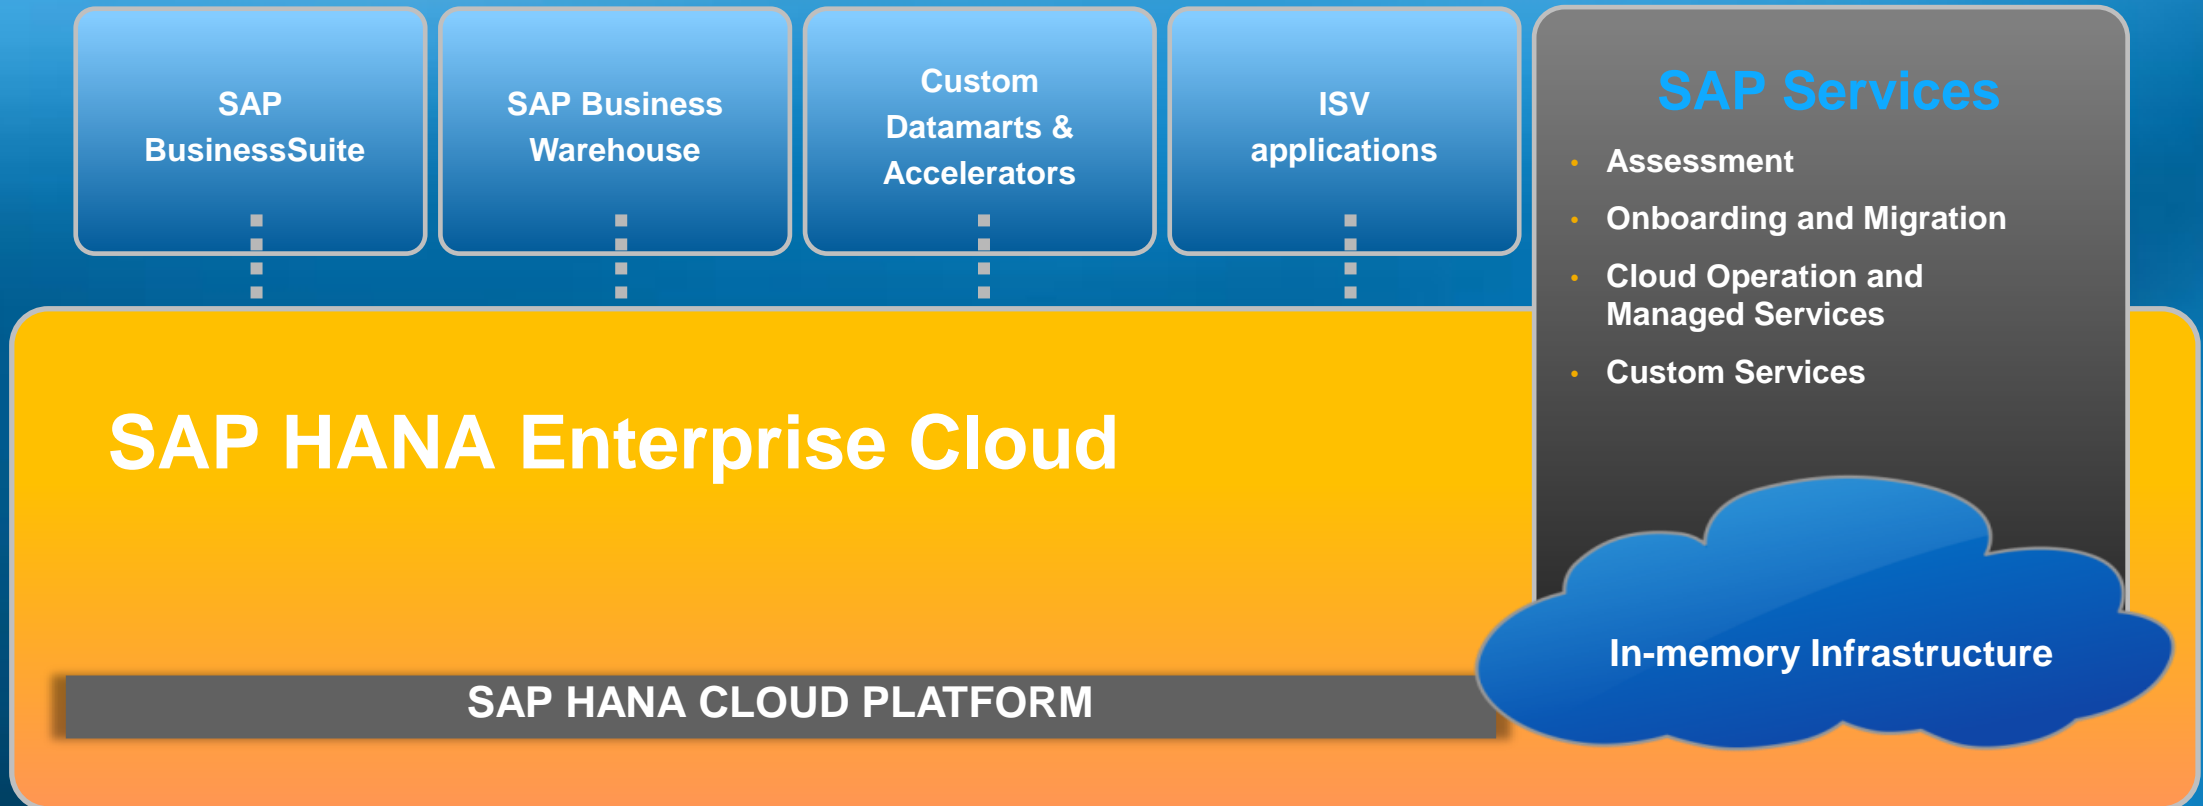 SAP
BusinessSuite
SAP Business
Warehouse
Custom
Datamarts &
Accelerators
ISV
applications
SAP Services
• Assessment
• Onboarding and Migration
• Cloud Operation and
Managed Services
• Custom Services
SAP HANA Enterprise Cloud
In-memory Infrastructure
SAP HANA CLOUD PLATFORM